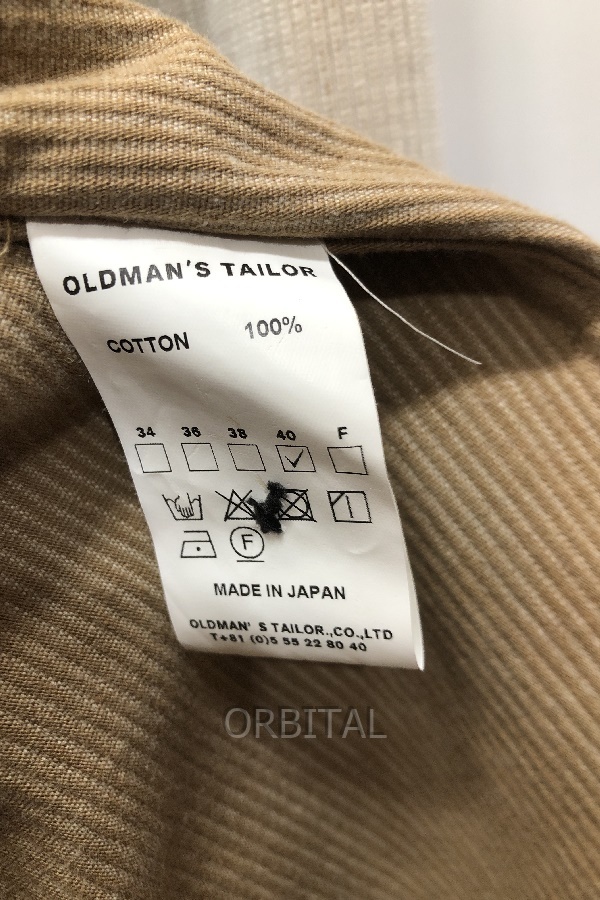 OLDMAN'S TAILOR
COTTON 100%
34 36 38 40 F
F
MADE IN JAPAN
OLDMAN' S TAILOR.,CO.,LTD
T+81 (0)5 55 22 80 40
ORBITAL